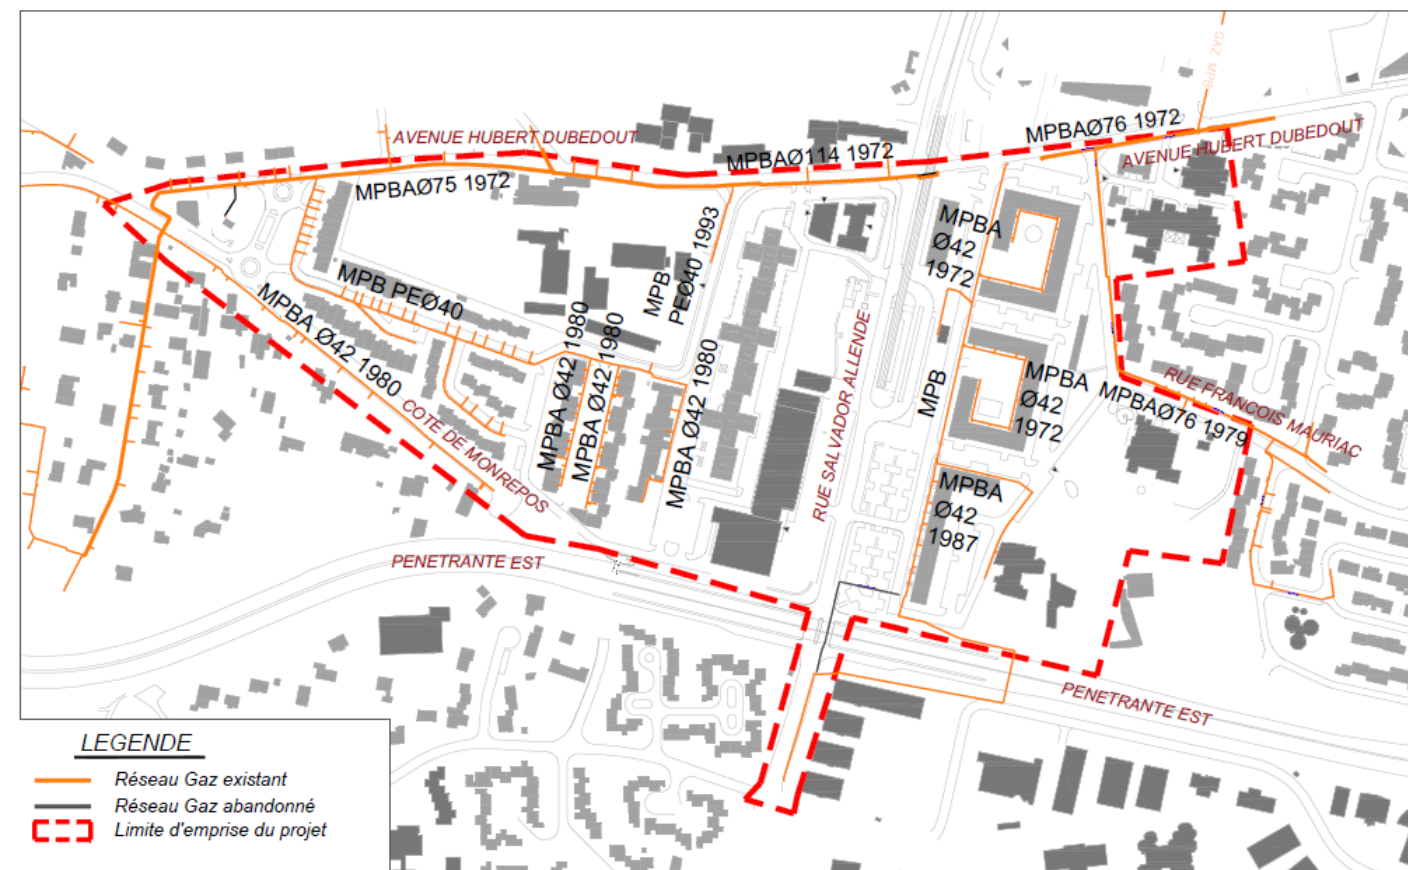 GAZ MPB
AVENUE HUBERT DUBEDOUT
MPBAØ76 1972
AVENUE HUBERT DUBEDOUT
MPBAØ114 1972
MPBAØ75 1972
MPBA
Ø42
1972
MPB
PEØ40 1993
MPB PEØ40
MPBA Ø42 1980
MPBA Ø42 1980
MPBA Ø42 1980
MPBA Ø42 1980
COTE DE MONREPOS
RUE SALVADOR ALLENDE
MPB
MPBA
Ø42
1972
MPBAØ76 1979
RUE FRANCOIS MAURIAC
MPBA
Ø42
1987
PENETRANTE EST
PENETRANTE EST
LEGENDE
Réseau Gaz existant
Réseau Gaz abandonné
Limite d'emprise du projet